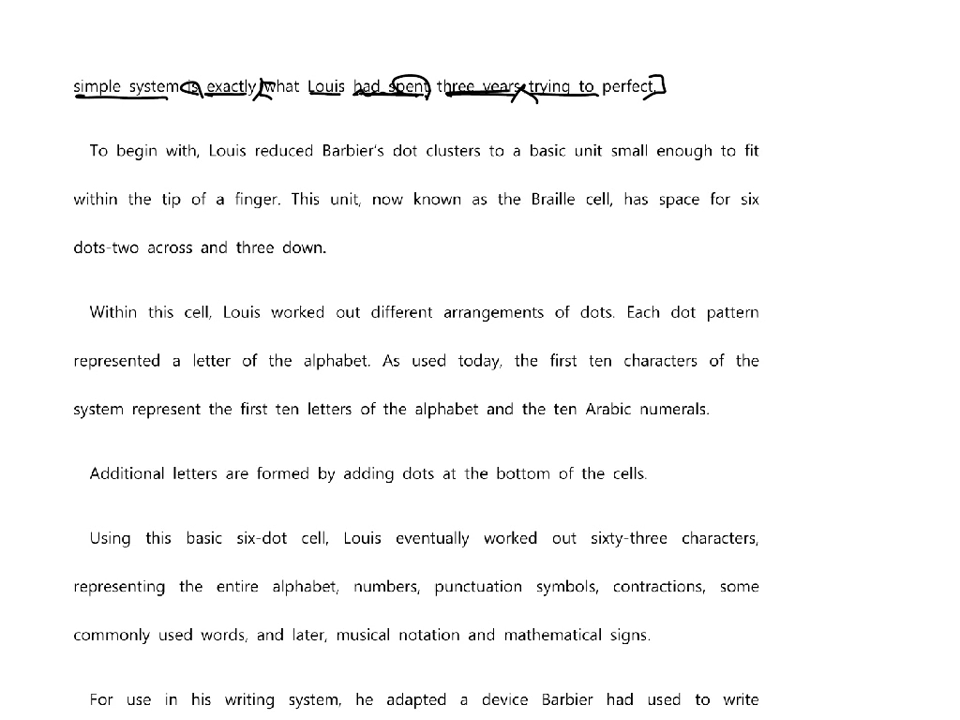 simple system is exactly what Louis had spent three years trying to perfect.
To begin with, Louis reduced Barbier's dot clusters to a basic unit small enough to fit
within the tip of a finger. This unit, now known as the Braille cell, has space for six
dots-two across and three down.
Within this cell, Louis worked out different arrangements of dots. Each dot pattern
represented a letter of the alphabet. As used today, the first ten characters of the
system represent the first ten letters of the alphabet and the ten Arabic numerals.
Additional letters are formed by adding dots at the bottom of the cells.
Using this basic six-dot cell, Louis eventually worked out sixty-three characters,
representing the entire alphabet, numbers, punctuation symbols, contractions, some
commonly used words, and later, musical notation and mathematical signs.
For use in his writing system, he adapted a device Barbier had used to write